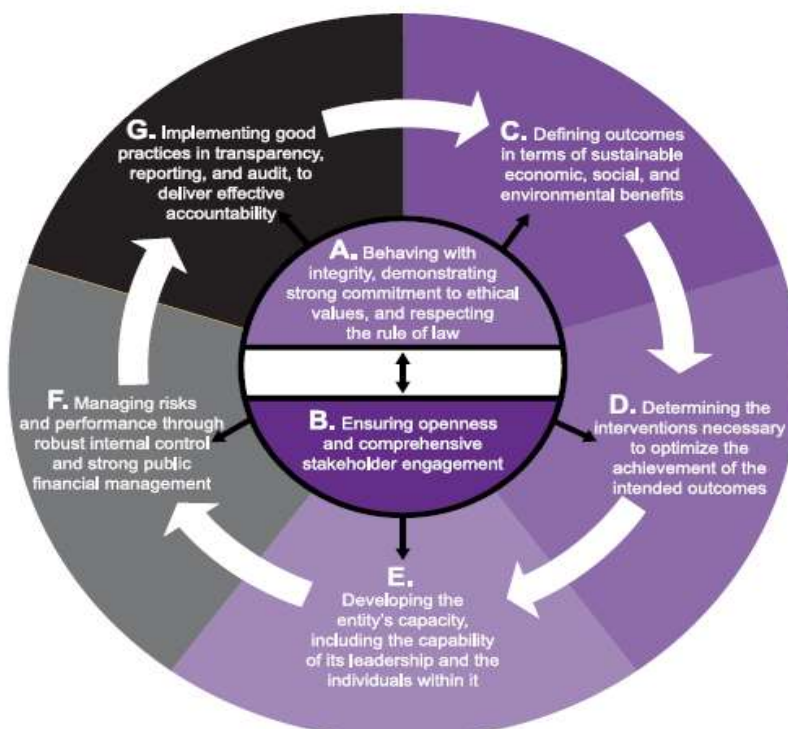 A. Behaving with
integrity, demonstrating
strong commitment to ethical
values, and respecting
the rule of law
B. Ensuring openness
and comprehensive
stakeholder engagement
C. Defining outcomes
in terms of sustainable
economic, social, and
environmental benefits
D. Determining the
interventions necessary
to optimize the
achievement of the
intended outcomes
E.
Developing the
entity's capacity,
including the capability
of its leadership and the
individuals within it
F. Managing risks
and performance through
robust internal control
and strong public
financial management
G. Implementing good
practices in transparency,
reporting, and audit, to
deliver effective
accountability